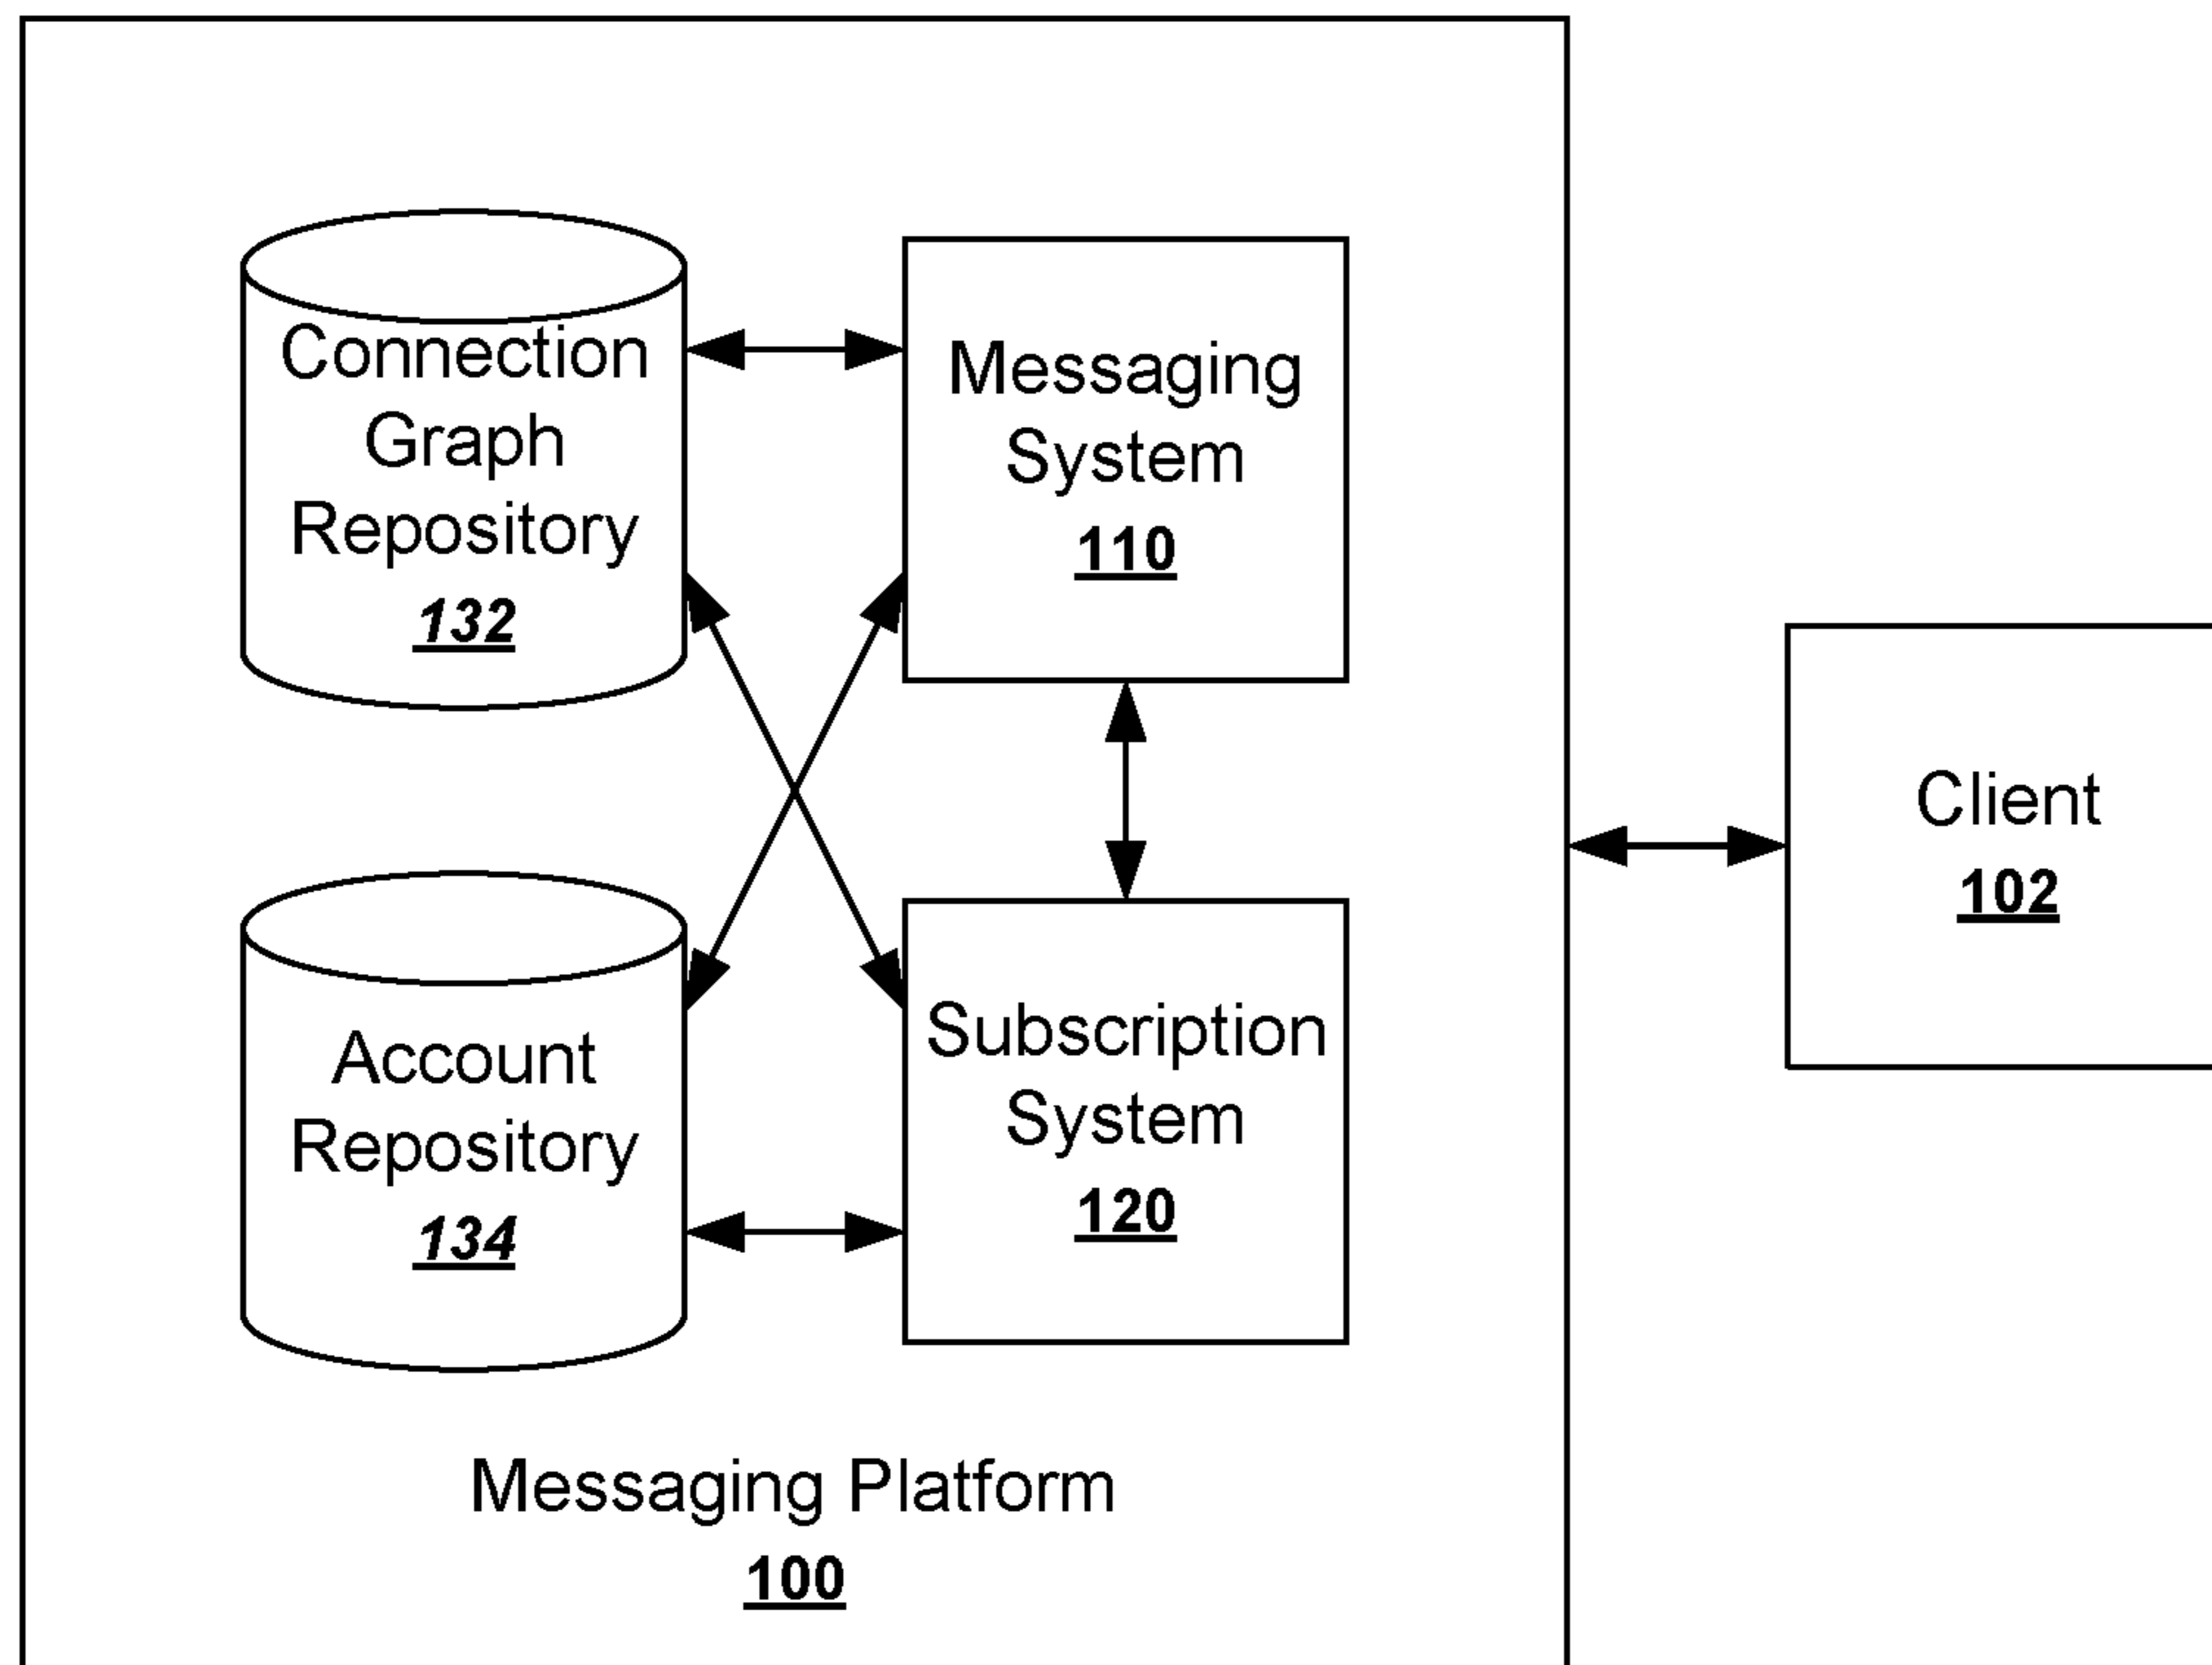 Connection
Graph
Repository
132
Messaging
System
110
Account
Repository
134
Subscription
System
120
Client
102
Messaging Platform
100